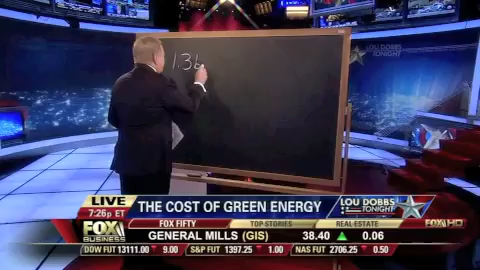 LOU DOBBS
TONIGHT
1.36
LIVE
7:26p ET
THE COST OF GREEN ENERGY
LOU DOBBS
TONIGHT
FOX
BUSINESS
FOX FIFTY
TOP STORIES
REAL ESTATE
FOX HD
GENERAL MILLS (GIS) 38.40 ▲ 0.06
DOW FUT 13111.00 9.00 S&P FUT 1397.25 1.00 NAS FUT 2706.25 0.50